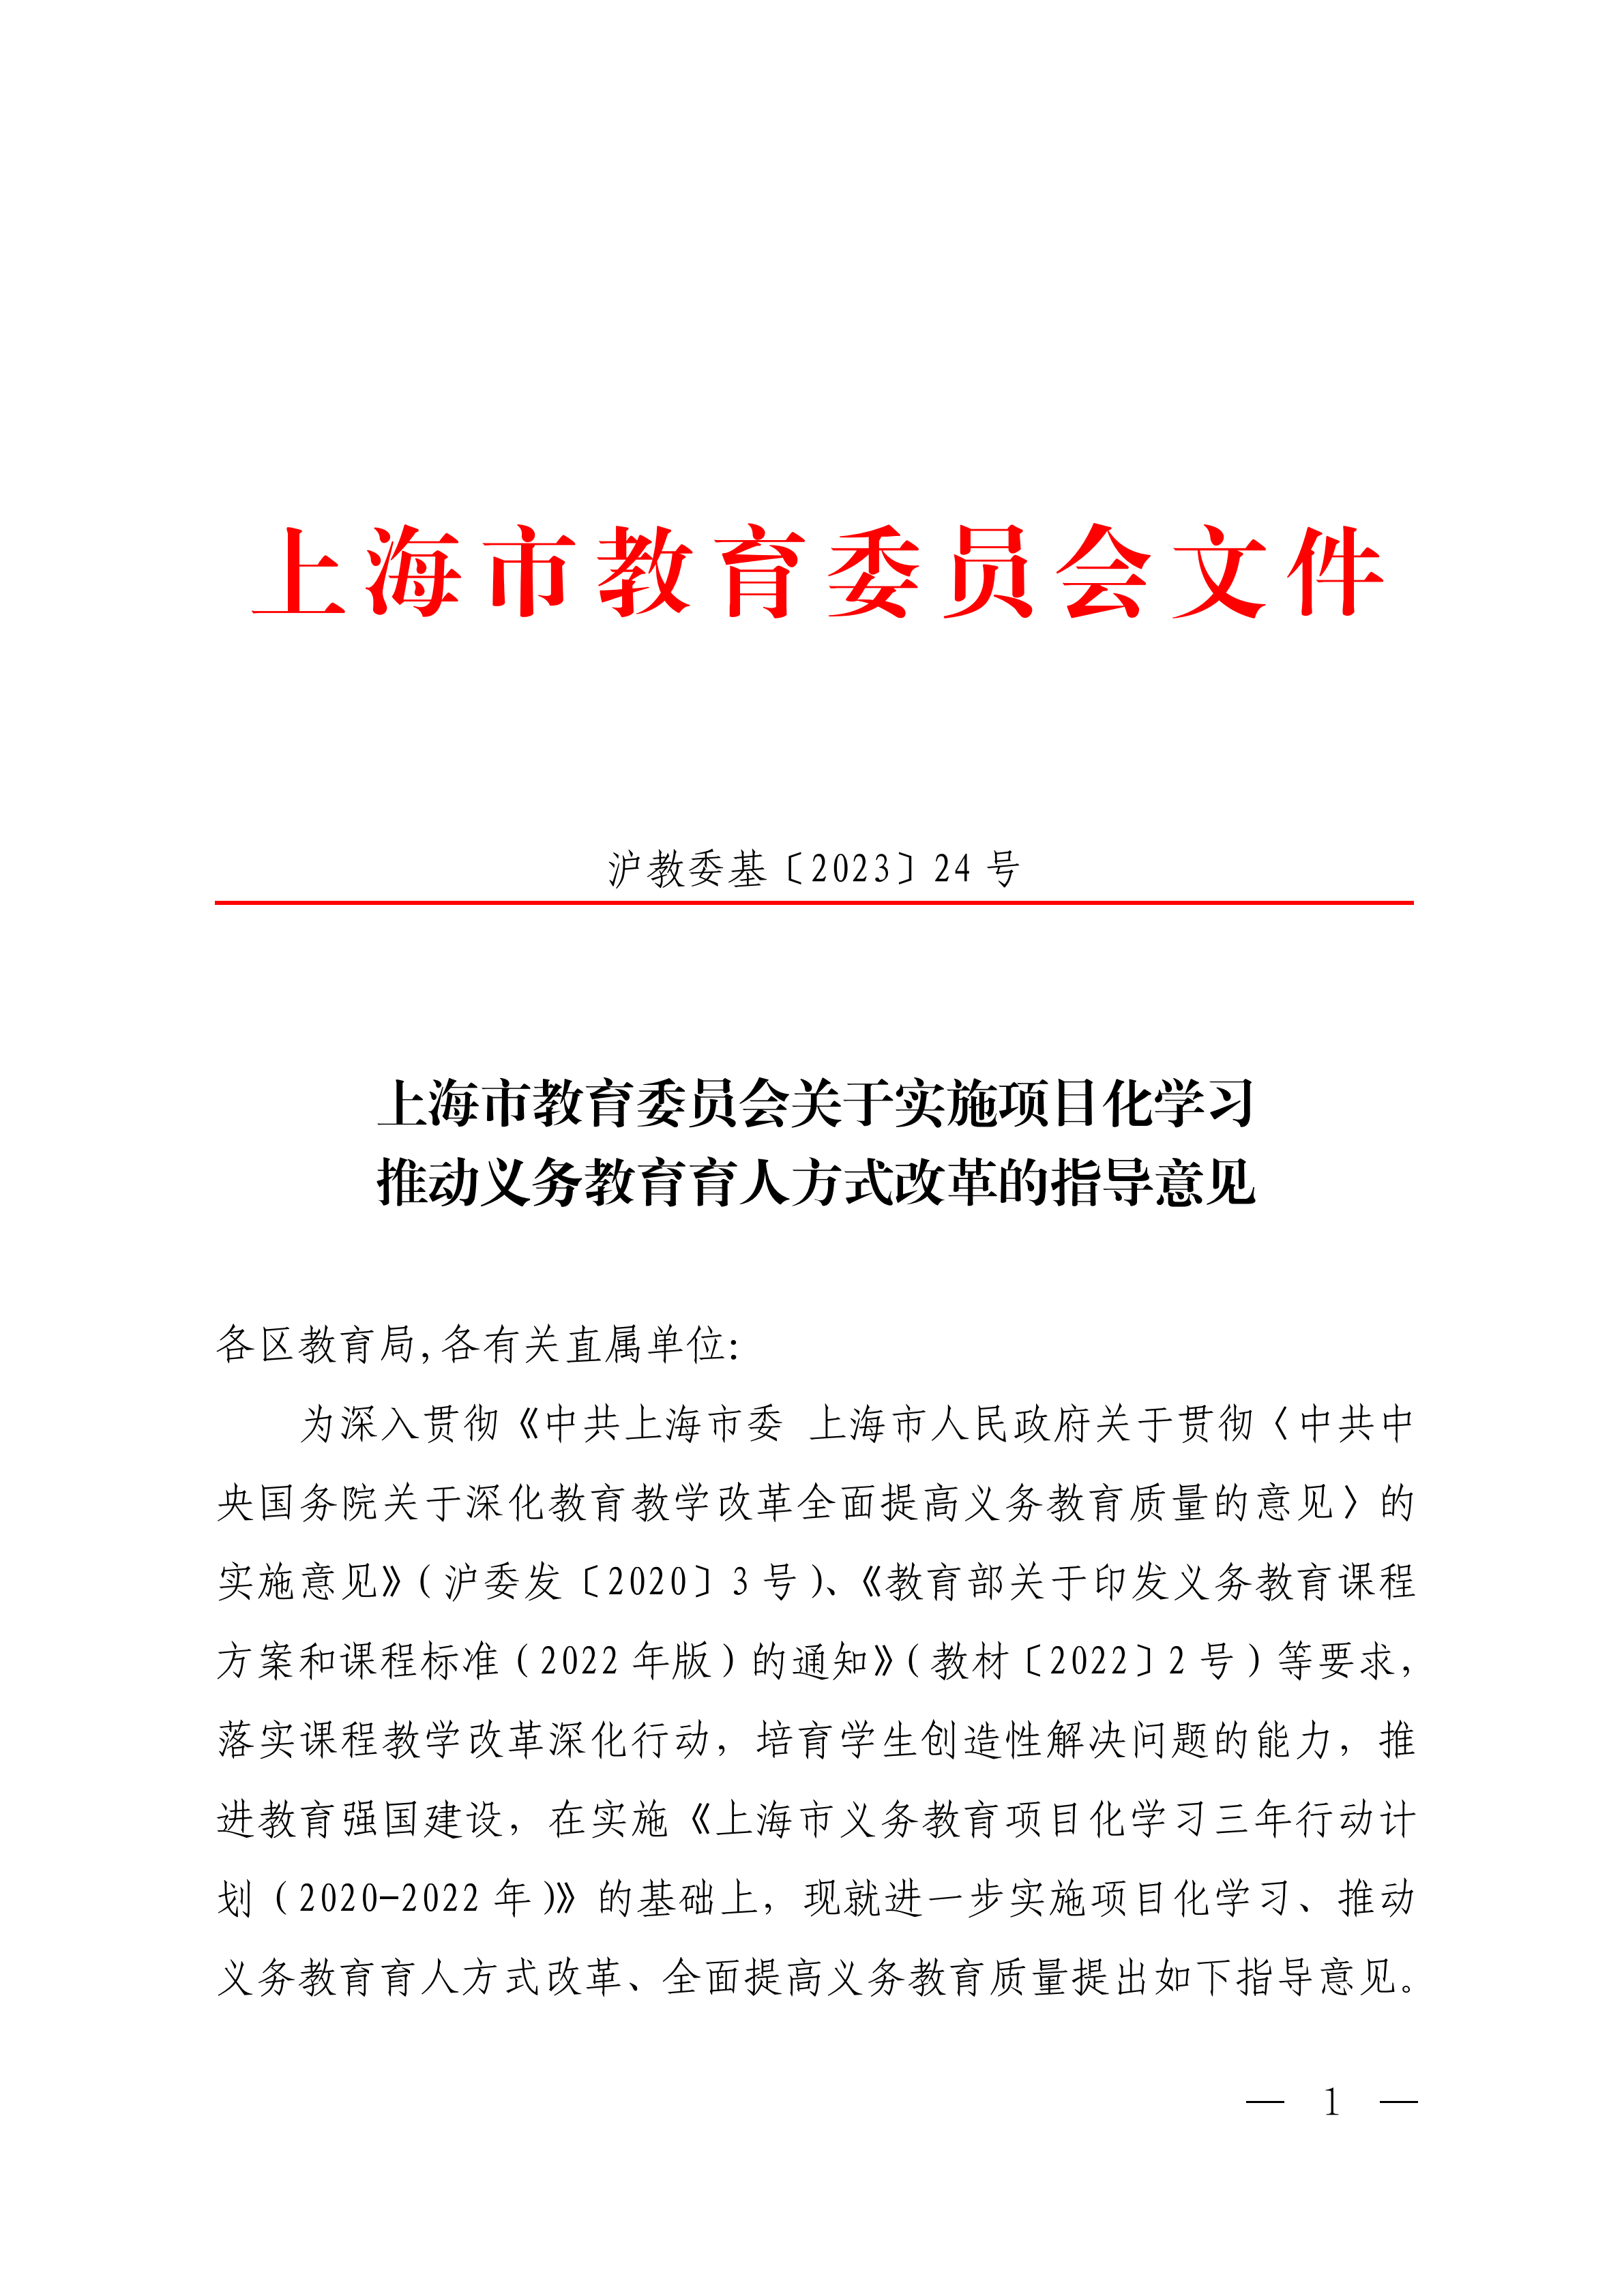 上海市教育委员会文件
沪教委基〔2023〕24 号
上海市教育委员会关于实施项目化学习
推动义务教育育人方式改革的指导意见
各区教育局,各有关直属单位:
为深入贯彻《中共上海市委 上海市人民政府关于贯彻〈中共中
央国务院关于深化教育教学改革全面提高义务教育质量的意见〉的
实施意见》(沪委发〔2020〕3 号)、《教育部关于印发义务教育课程
方案和课程标准(2022 年版)的通知》(教材〔2022〕2 号)等要求,
落实课程教学改革深化行动,培育学生创造性解决问题的能力,推
进教育强国建设,在实施《上海市义务教育项目化学习三年行动计
划(2020-2022 年)》的基础上,现就进一步实施项目化学习、推动
义务教育育人方式改革、全面提高义务教育质量提出如下指导意见。
— 1 —